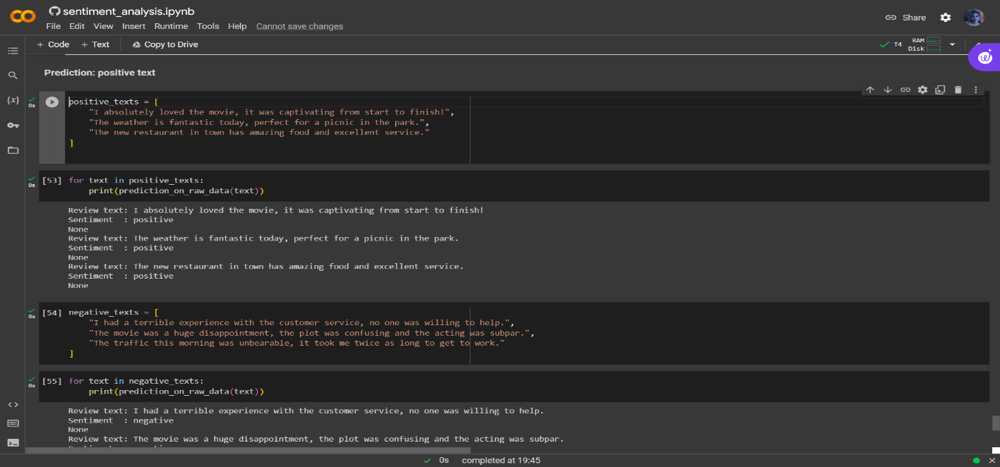 sentiment_analysis.ipynb
File Edit View Insert Runtime Tools Help Cannot save changes
Share
+ Code + Text Copy to Drive
T4 RAM
Disk
Prediction: positive text
{x}
0s
positive_texts = [
"I absolutely loved the movie, it was captivating from start to finish!",
"The weather is fantastic today, perfect for a picnic in the park.",
"The new restaurant in town has amazing food and excellent service."
]
0s
[53] for text in positive_texts:
print(prediction_on_raw_data(text))
Review text: I absolutely loved the movie, it was captivating from start to finish!
Sentiment  : positive
None
Review text: The weather is fantastic today, perfect for a picnic in the park.
Sentiment  : positive
None
Review text: The new restaurant in town has amazing food and excellent service.
Sentiment  : positive
None
0s
[54] negative_texts = [
"I had a terrible experience with the customer service, no one was willing to help.",
"The movie was a huge disappointment, the plot was confusing and the acting was subpar.",
"The traffic this morning was unbearable, it took me twice as long to get to work."
]
0s
[55] for text in negative_texts:
print(prediction_on_raw_data(text))
Review text: I had a terrible experience with the customer service, no one was willing to help.
Sentiment  : negative
None
Review text: The movie was a huge disappointment, the plot was confusing and the acting was subpar.
0s completed at 19:45